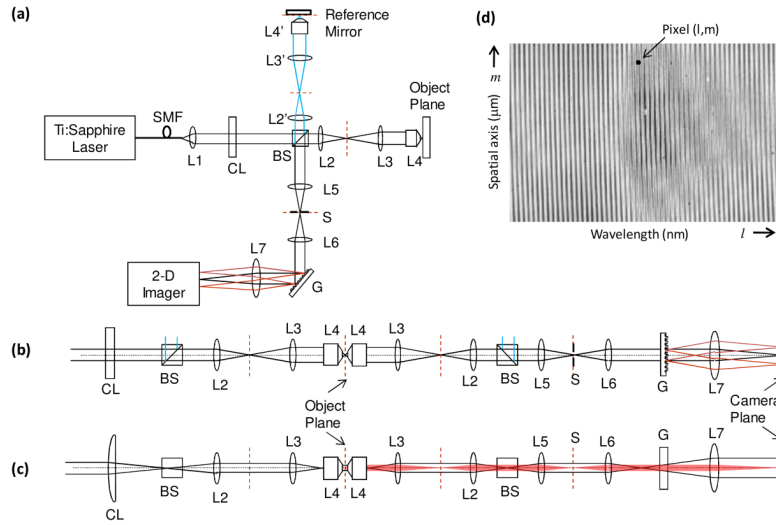 (a)
Reference
Mirror
L4'
L3'
Object
Plane
L2'
SMF
Ti:Sapphire
Laser
L1
CL
BS
L2
L3
L4
L5
S
L6
L7
2-D
Imager
G
(d)
Pixel (l,m)
m
Spatial axis (μm)
Wavelength (nm)
l
(b)
CL
BS
L2
L3
L4
L4
L3
L2
BS
L5
S
L6
G
L7
Object
Plane
Camera
Plane
(c)
CL
BS
L2
L3
L4
L4
L3
L2
BS
L5
S
L6
G
L7